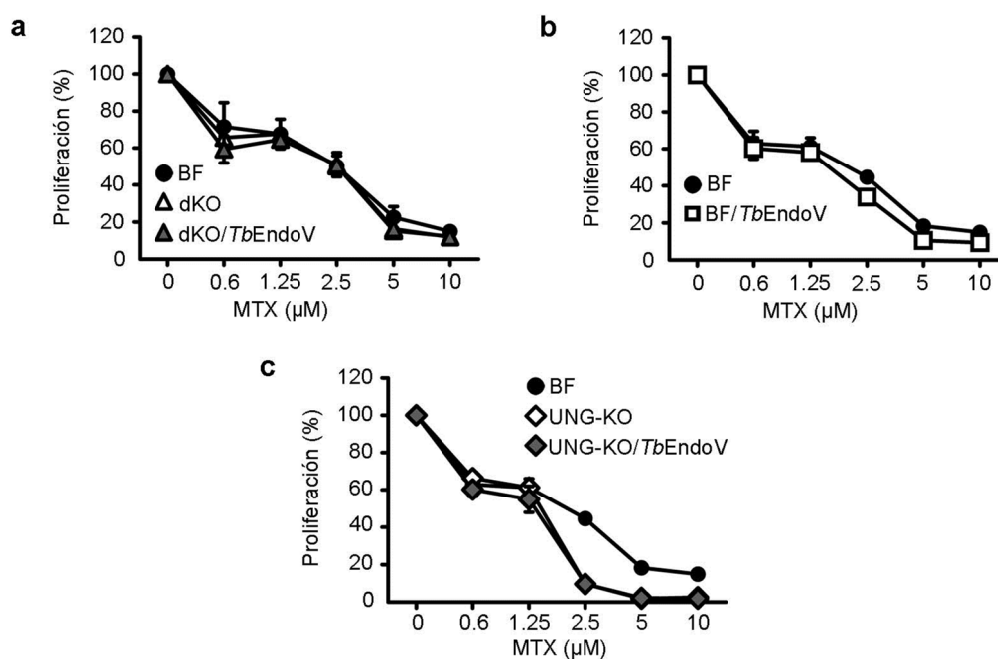 a
Proliferación (%)
120
100
80
60
40
20
0
BF
dKO
dKO/TbEndoV
0 0.6 1.25 2.5 5 10
MTX (µM)
b
Proliferación (%)
120
100
80
60
40
20
0
BF
BF/TbEndoV
0 0.6 1.25 2.5 5 10
MTX (µM)
c
Proliferación (%)
120
100
80
60
40
20
0
BF
UNG-KO
UNG-KO/TbEndoV
0 0.6 1.25 2.5 5 10
MTX (µM)